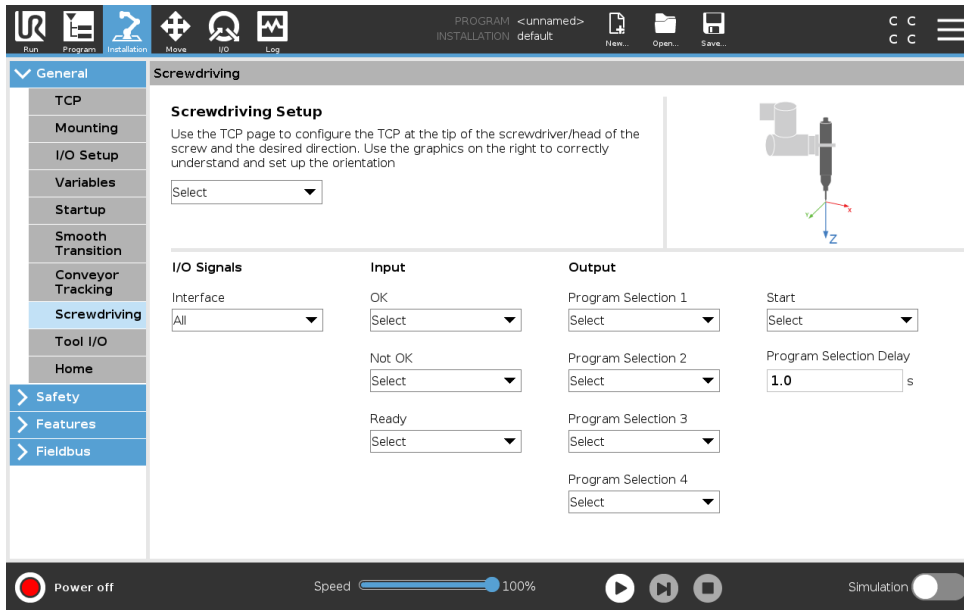 UR
Run
Program
Installation
Move
I/O
Log
PROGRAM <unnamed>
INSTALLATION default
New...
Open...
Save...
C C
C C
General
TCP
Mounting
I/O Setup
Variables
Startup
Smooth
Transition
Conveyor
Tracking
Screwdriving
Tool I/O
Home
Safety
Features
Fieldbus
Screwdriving
Screwdriving Setup
Use the TCP page to configure the TCP at the tip of the screwdriver/head of the
screw and the desired direction. Use the graphics on the right to correctly
understand and set up the orientation
Select
Y
X
Z
I/O Signals
Interface
All
Input
OK
Select
Not OK
Select
Ready
Select
Output
Program Selection 1
Select
Program Selection 2
Select
Program Selection 3
Select
Program Selection 4
Select
Start
Select
Program Selection Delay
1.0 s
Power off
Speed 100%
Simulation